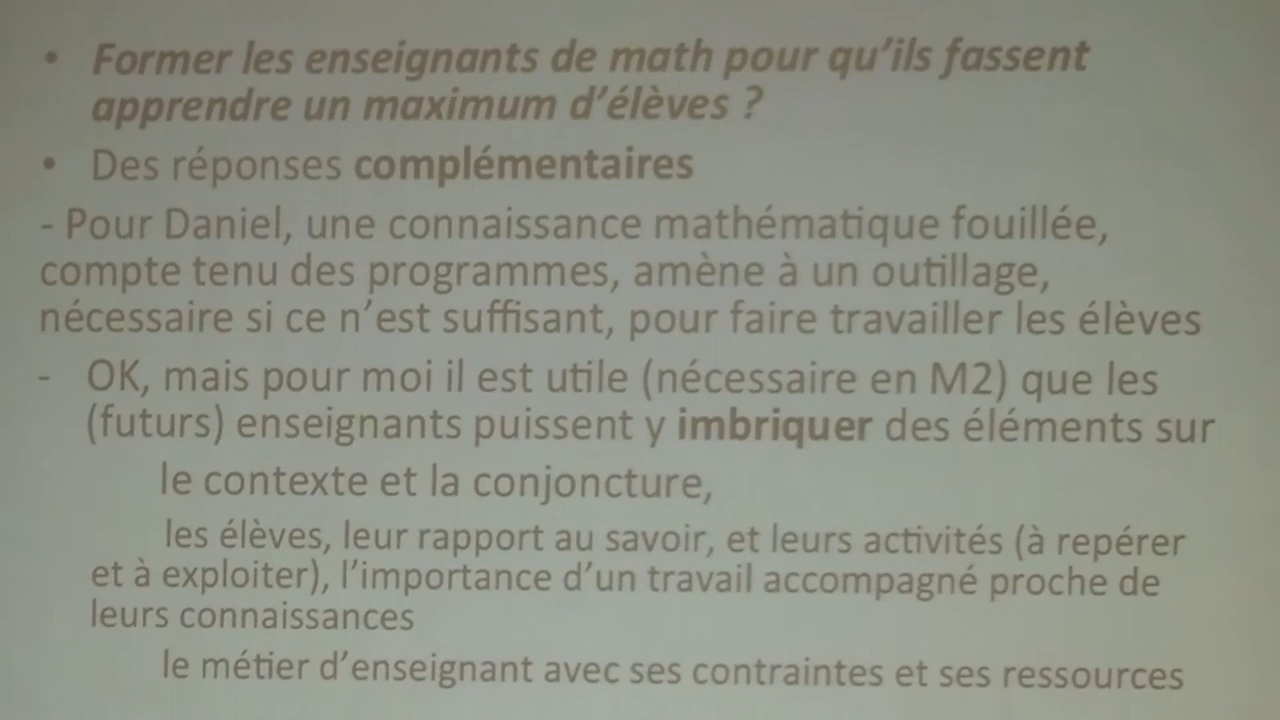 • Former les enseignants de math pour qu’ils fassent
apprendre un maximum d’élèves ?
• Des réponses complémentaires
- Pour Daniel, une connaissance mathématique fouillée,
compte tenu des programmes, amène à un outillage,
nécessaire si ce n’est suffisant, pour faire travailler les élèves
- OK, mais pour moi il est utile (nécessaire en M2) que les
(futurs) enseignants puissent y imbriquer des éléments sur
le contexte et la conjoncture,
les élèves, leur rapport au savoir, et leurs activités (à repérer
et à exploiter), l’importance d’un travail accompagné proche de
leurs connaissances
le métier d’enseignant avec ses contraintes et ses ressources